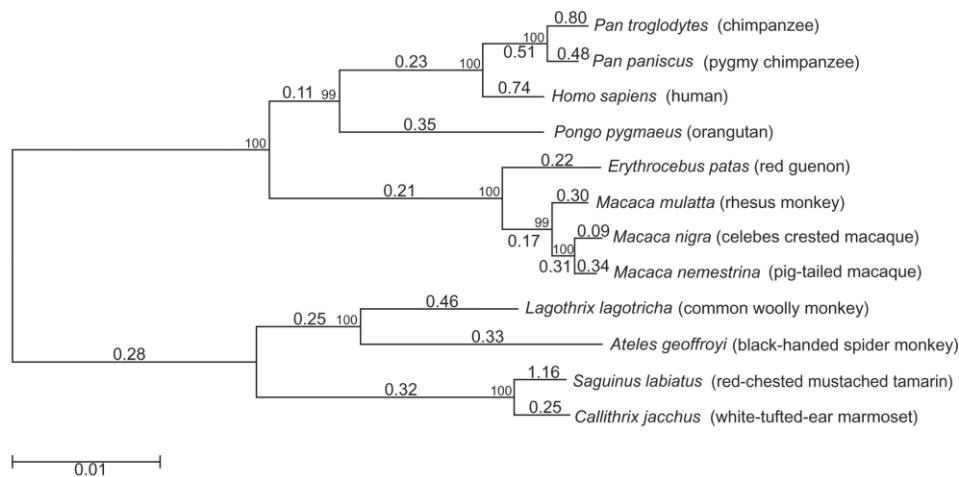 0.80 Pan troglodytes (chimpanzee)
100
0.51 0.48 Pan paniscus (pygmy chimpanzee)
0.23 100
0.74 Homo sapiens (human)
0.11 99
0.35 Pongo pygmaeus (orangutan)
100
0.22 Erythrocebus patas (red guenon)
0.21 100
0.30 Macaca mulatta (rhesus monkey)
99
0.17 0.09 Macaca nigra (celebes crested macaque)
100
0.31 0.34 Macaca nemestrina (pig-tailed macaque)
0.46 Lagothrix lagotricha (common woolly monkey)
0.25 100
0.33 Ateles geoffroyi (black-handed spider monkey)
0.28
1.16 Saguinus labiatus (red-chested mustached tamarin)
0.32 100
0.25 Callithrix jacchus (white-tufted-ear marmoset)
0.01